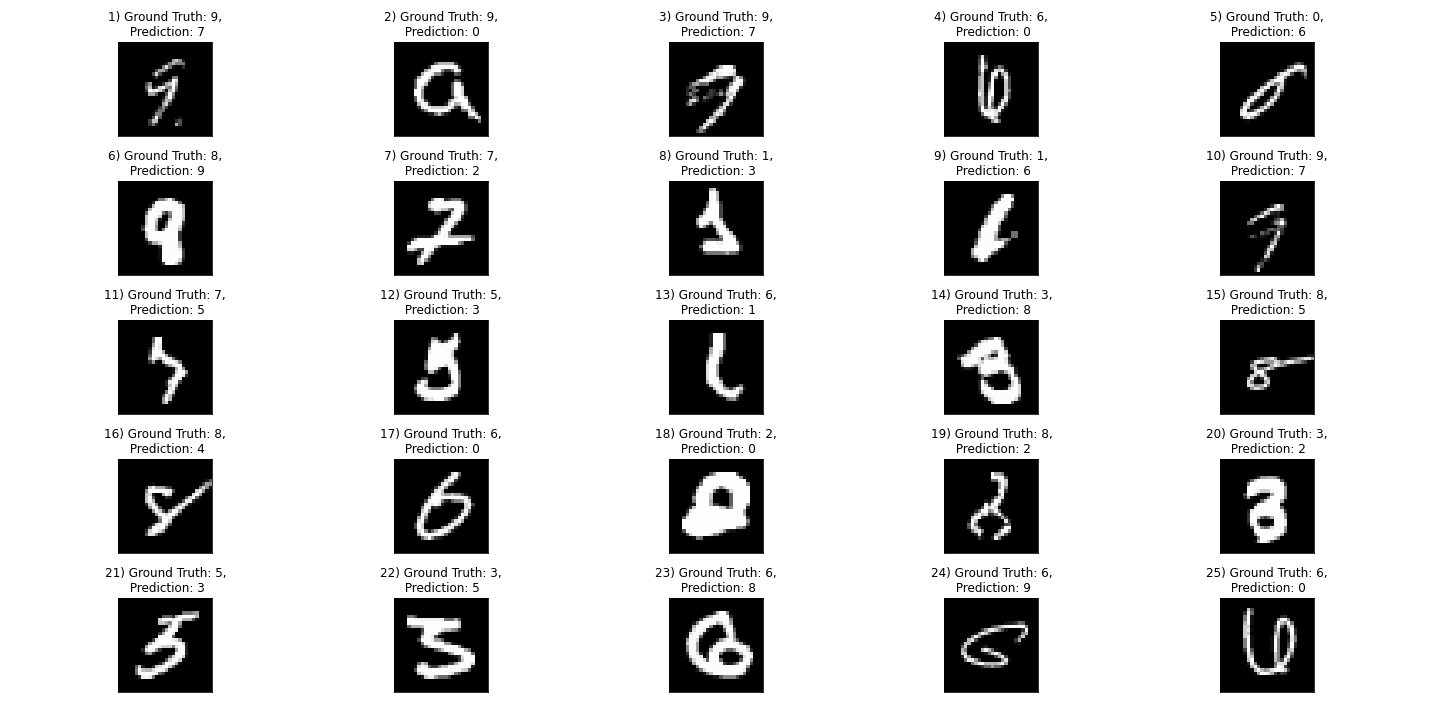 1) Ground Truth: 9,
Prediction: 7
2) Ground Truth: 9,
Prediction: 0
3) Ground Truth: 9,
Prediction: 7
4) Ground Truth: 6,
Prediction: 0
5) Ground Truth: 0,
Prediction: 6
6) Ground Truth: 8,
Prediction: 9
7) Ground Truth: 7,
Prediction: 2
8) Ground Truth: 1,
Prediction: 3
9) Ground Truth: 1,
Prediction: 6
10) Ground Truth: 9,
Prediction: 7
11) Ground Truth: 7,
Prediction: 5
12) Ground Truth: 5,
Prediction: 3
13) Ground Truth: 6,
Prediction: 1
14) Ground Truth: 3,
Prediction: 8
15) Ground Truth: 8,
Prediction: 5
16) Ground Truth: 8,
Prediction: 4
17) Ground Truth: 6,
Prediction: 0
18) Ground Truth: 2,
Prediction: 0
19) Ground Truth: 8,
Prediction: 2
20) Ground Truth: 3,
Prediction: 2
21) Ground Truth: 5,
Prediction: 3
22) Ground Truth: 3,
Prediction: 5
23) Ground Truth: 6,
Prediction: 8
24) Ground Truth: 6,
Prediction: 9
25) Ground Truth: 6,
Prediction: 0